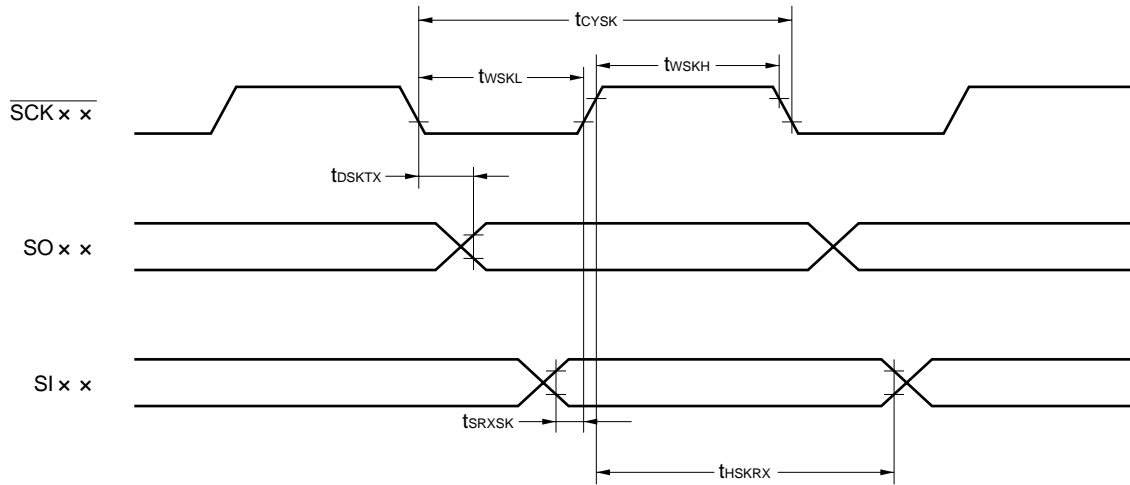 tCYSK
tWSKL
tWSKH
SCK××
tDSKTX
SO××
SI××
tSRXSK
tHSKRX